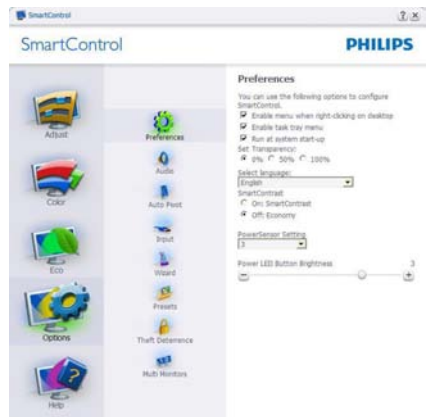 SmartControl
SmartControl
PHILIPS
Adjust
Color
Eco
Options
Help
Preferences
Audio
Auto Pivot
Input
Wizard
Presets
Theft Deterrence
Multi Monitors
Preferences
You can use the following options to configure
SmartControl.
Enable menu when right-clicking on desktop
Enable task tray menu
Run at system start-up
Set Transparency:
0% 50% 100%
Select language:
English
SmartContrast
On: SmartContrast
Off: Economy
PowerSensor Setting
3
Power LED Button Brightness 3